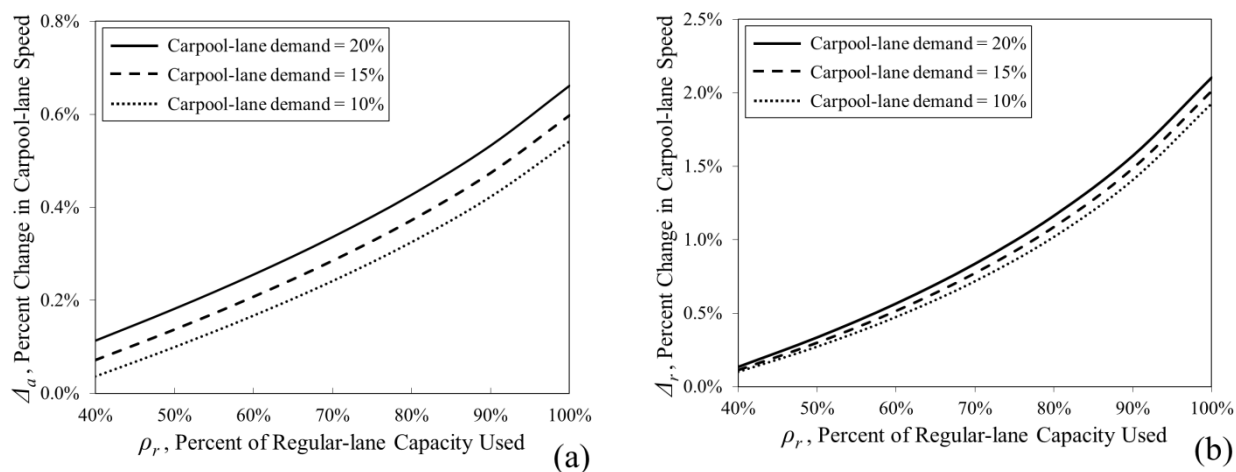 0.8%
0.6%
0.4%
0.2%
0.0%
Δa, Percent Change in Carpool-lane Speed
Carpool-lane demand = 20%
Carpool-lane demand = 15%
Carpool-lane demand = 10%
40% 50% 60% 70% 80% 90% 100%
ρr , Percent of Regular-lane Capacity Used
(a)
2.5%
2.0%
1.5%
1.0%
0.5%
0.0%
Δr, Percent Change in Carpool-lane Speed
Carpool-lane demand = 20%
Carpool-lane demand = 15%
Carpool-lane demand = 10%
40% 50% 60% 70% 80% 90% 100%
ρr , Percent of Regular-lane Capacity Used
(b)